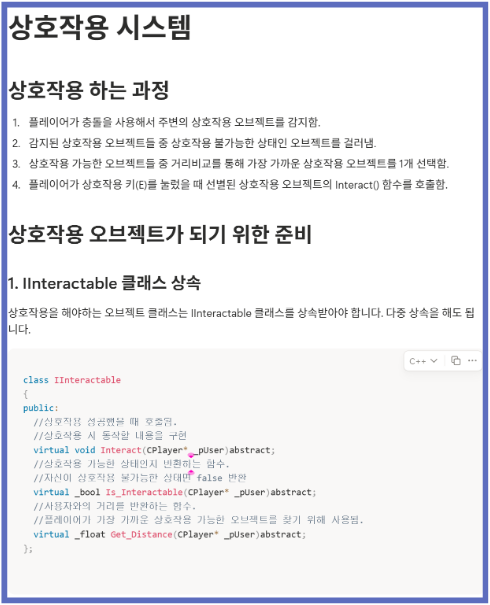 상호작용 시스템
상호작용 하는 과정
1. 플레이어가 충돌을 사용해서 주변의 상호작용 오브젝트를 감지함.
2. 감지된 상호작용 오브젝트들 중 상호작용 불가능한 상태인 오브젝트를 걸러냄.
3. 상호작용 가능한 오브젝트들 중 거리비교를 통해 가장 가까운 상호작용 오브젝트를 1개 선택함.
4. 플레이어가 상호작용 키(E)를 눌렀을 때 선별된 상호작용 오브젝트의 Interact() 함수를 호출함.
상호작용 오브젝트가 되기 위한 준비
1. IInteractable 클래스 상속
상호작용을 해야하는 오브젝트 클래스는 IInteractable 클래스를 상속받아야 합니다. 다중 상속을 해도 됩
니다.
C++
class IInteractable
{
public:
//상호작용 성공했을 때 호출됨.
//상호작용 시 동작할 내용을 구현
virtual void Interact(CPlayer* _pUser)abstract;
//상호작용 가능한 상태인지 반환하는 함수.
//자신이 상호작용 불가능한 상태면 false 반환
virtual _bool Is_Interactable(CPlayer* _pUser)abstract;
//사용자와의 거리를 반환하는 함수.
//플레이어가 가장 가까운 상호작용 가능한 오브젝트를 찾기 위해 사용됨.
virtual _float Get_Distance(CPlayer* _pUser)abstract;
};